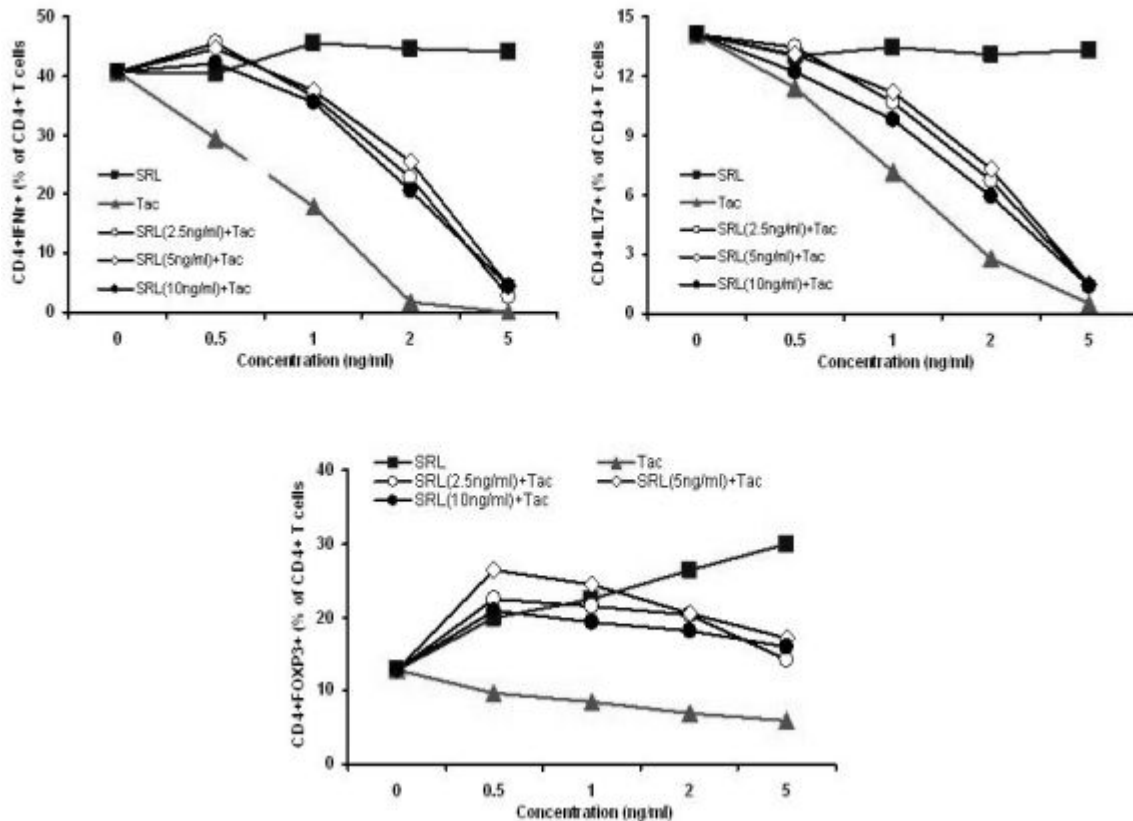 CD4+IFNr+ (% of CD4+ T cells
50
40
30
20
10
0
SRL
Tac
SRL(2.5ng/ml)+Tac
SRL(5ng/ml)+Tac
SRL(10ng/ml)+Tac
0 0.5 1 2 5
Concentration (ng/ml)
CD4+IL17+ (% of CD4+ T cells
15
12
9
6
3
0
SRL
Tac
SRL(2.5ng/ml)+Tac
SRL(5ng/ml)+Tac
SRL(10ng/ml)+Tac
0 0.5 1 2 5
Concentration (ng/ml)
CD4+FOXP3+ (% of CD4+ T cells
SRL Tac
SRL(2.5ng/ml)+Tac SRL(5ng/ml)+Tac
SRL(10ng/ml)+Tac
40
30
20
10
0
0 0.5 1 2 5
Concentration (ng/ml)